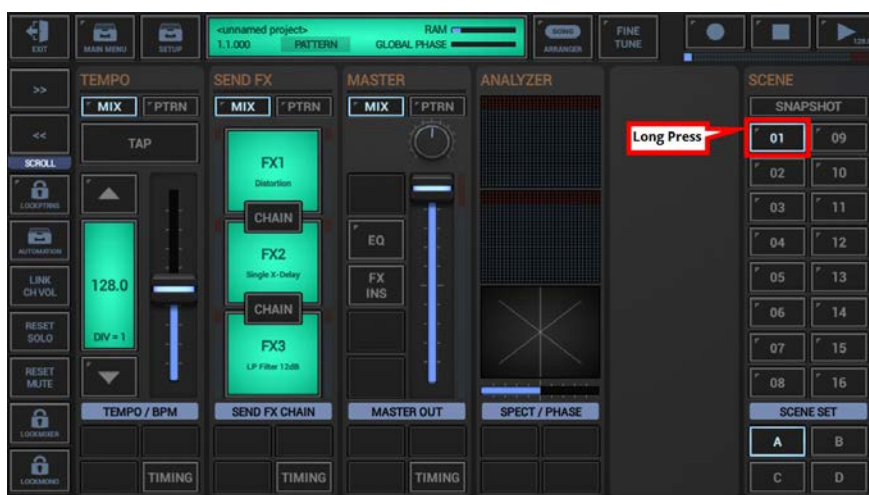 EXIT
MAIN MENU
SETUP
<unnamed project>
RAM
1.1.000
PATTERN
GLOBAL PHASE
SONG
ARRANGER
FINE
TUNE
128.0
>>
<<
SCROLL
LOCKPTRNS
AUTOMATION
LINK
CH VOL
RESET
SOLO
RESET
MUTE
LOCKMIXER
LOCKMONO
TEMPO
MIX
PTRN
TAP
128.0
DIV = 1
TEMPO / BPM
TIMING
SEND FX
MIX
PTRN
FX1
Distortion
CHAIN
FX2
Single X-Delay
CHAIN
FX3
LP Filter 12dB
SEND FX CHAIN
TIMING
MASTER
MIX
PTRN
EQ
FX
INS
MASTER OUT
TIMING
ANALYZER
SPECT / PHASE
Long Press
SCENE
SNAPSHOT
01 09
02 10
03 11
04 12
05 13
06 14
07 15
08 16
SCENE SET
A B
C D